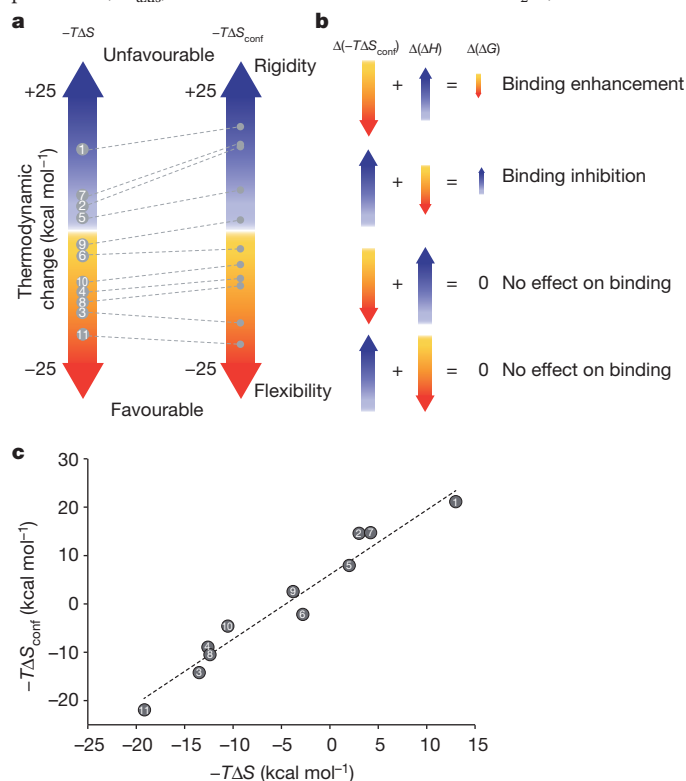 a
−TΔS
−TΔS_conf
Unfavourable
Rigidity
+25
+25
1
7
2
5
9
6
10
4
8
3
11
Thermodynamic
change (kcal mol⁻¹)
−25
−25
Flexibility
Favourable
b
Δ(−TΔS_conf) Δ(ΔH) Δ(ΔG)
+ = Binding enhancement
+ = Binding inhibition
+ = 0 No effect on binding
+ = 0 No effect on binding
c
30
20
10
0
−10
−20
−TΔS_conf (kcal mol⁻¹)
1
2 7
5
9
6
10
4
8
3
11
−25 −20 −15 −10 −5 0 5 10 15
−TΔS (kcal mol⁻¹)